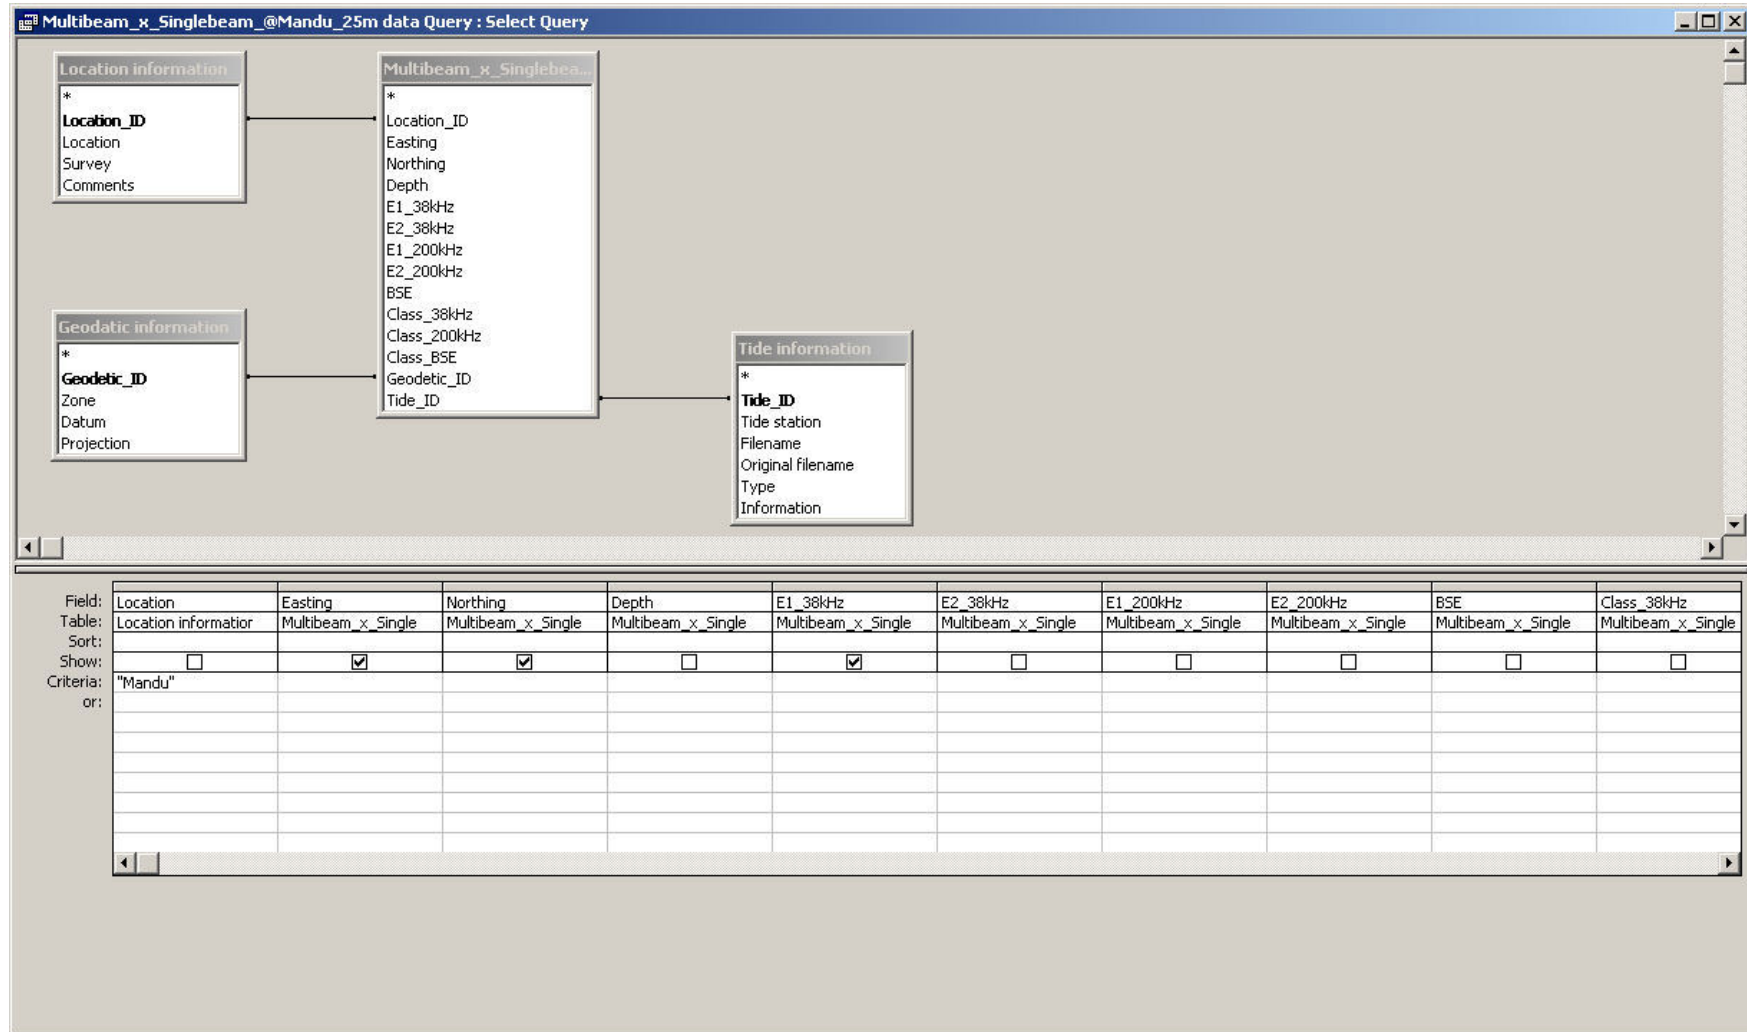 Multibeam_x_Singlebeam_@Mandu_25m data Query : Select Query
Location information
*
Location_ID
Location
Survey
Comments
Multibeam_x_Singlebea...
*
Location_ID
Easting
Northing
Depth
E1_38kHz
E2_38kHz
E1_200kHz
E2_200kHz
BSE
Class_38kHz
Class_200kHz
Class_BSE
Geodetic_ID
Tide_ID
Geodatic information
*
Geodetic_ID
Zone
Datum
Projection
Tide information
*
Tide_ID
Tide station
Filename
Original filename
Type
Information
Field: Location Easting Northing Depth E1_38kHz E2_38kHz E1_200kHz E2_200kHz BSE Class_38kHz
Table: Location informatior Multibeam_x_Single Multibeam_x_Single Multibeam_x_Single Multibeam_x_Single Multibeam_x_Single Multibeam_x_Single Multibeam_x_Single Multibeam_x_Single Multibeam_x_Single
Sort:
Show:
Criteria: "Mandu"
or: